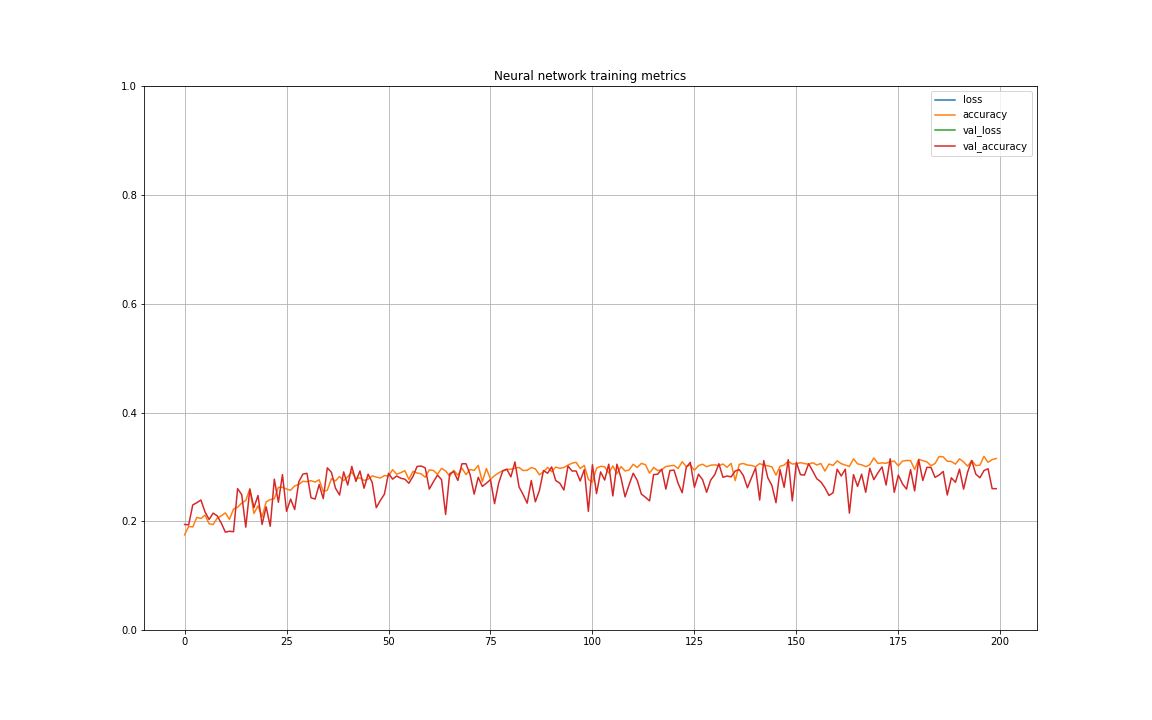 Neural network training metrics
1.0
loss
accuracy
val_loss
val_accuracy
0.8
0.6
0.4
0.2
0.0
0 25 50 75 100 125 150 175 200